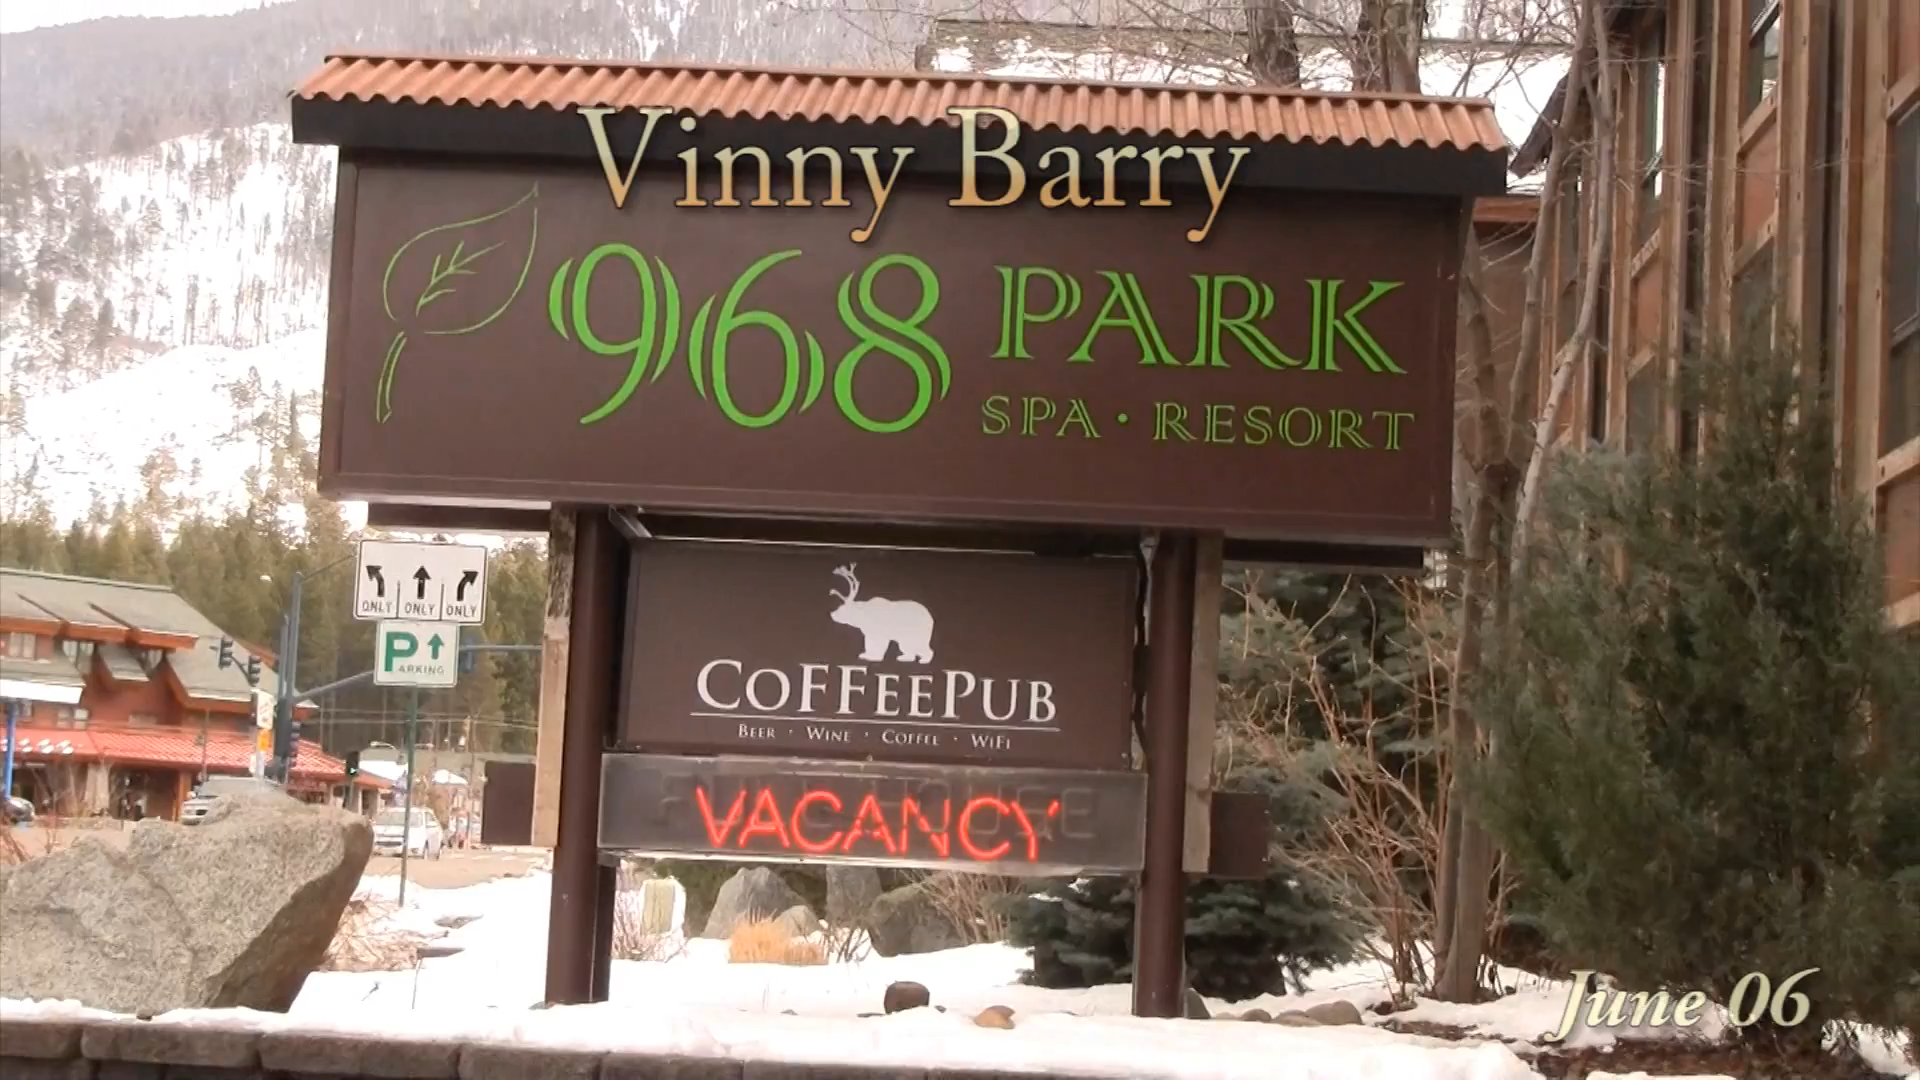 Vinny Barry
968 PARK
SPA · RESORT
ONLY ONLY ONLY
PARKING
COFFEEPUB
BEER · WINE · COFFEE · WIFI
VACANCY
June 06